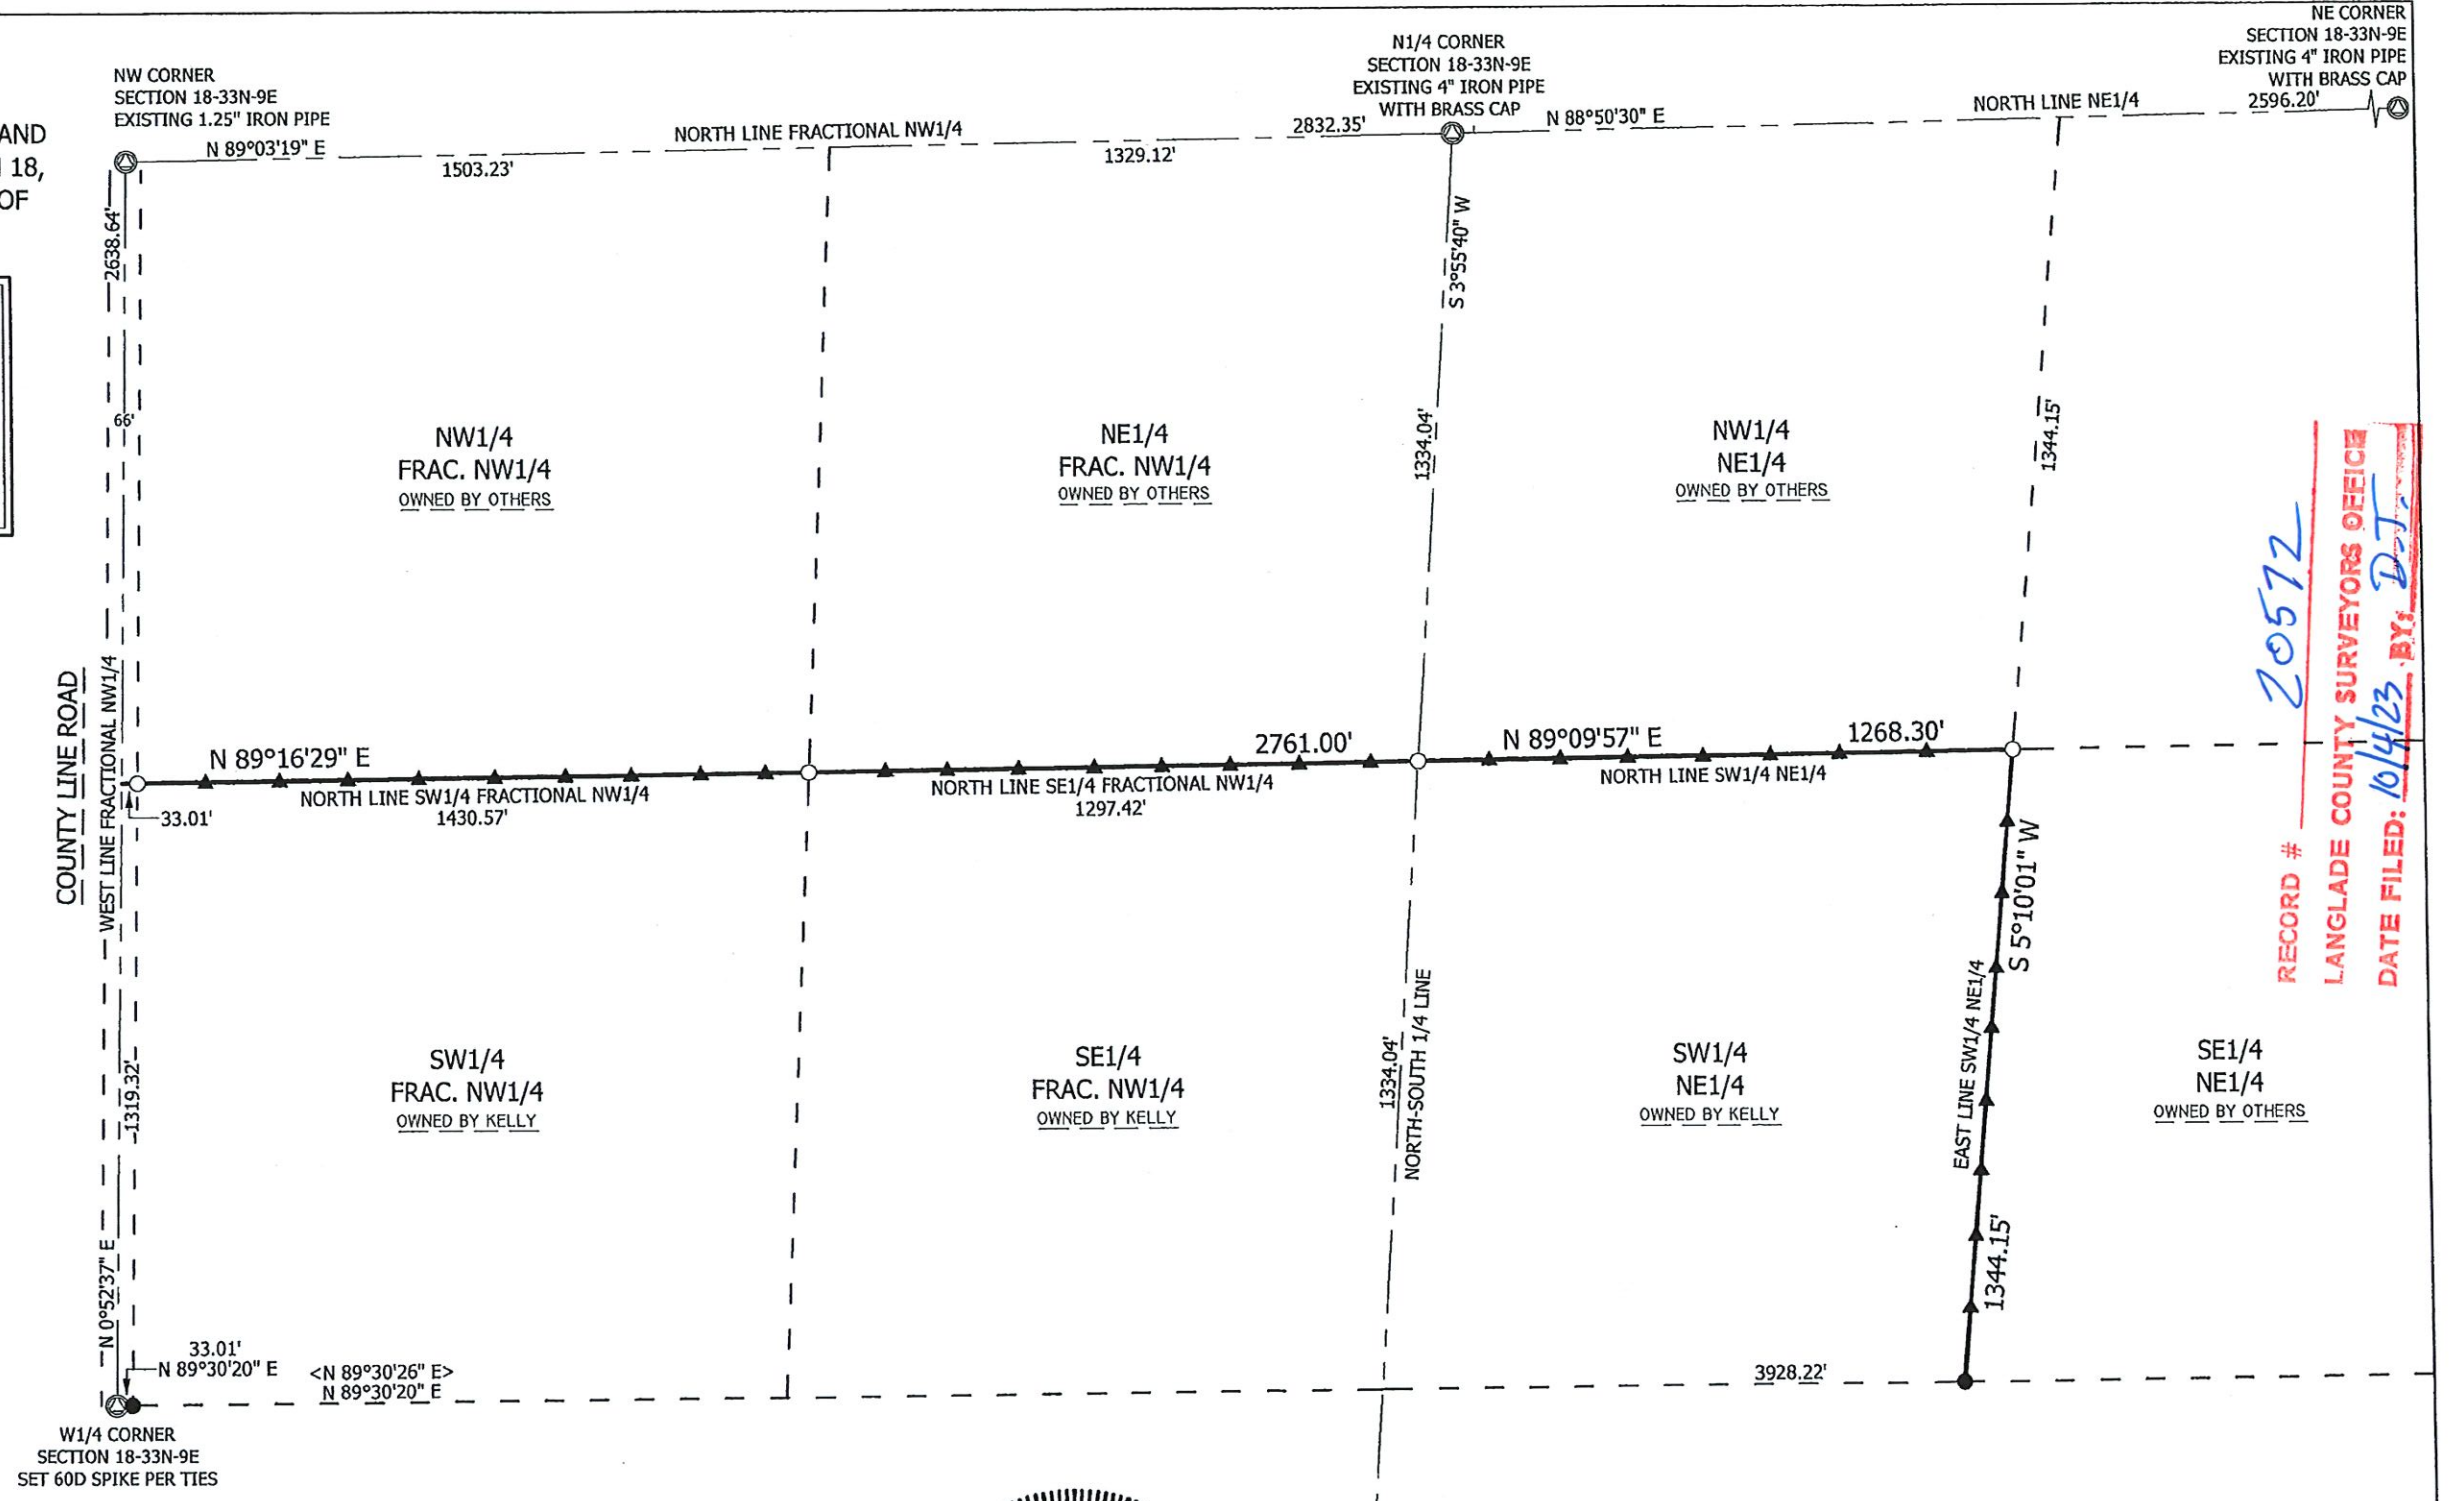 AND
18,
OF
NW CORNER
SECTION 18-33N-9E
EXISTING 1.25" IRON PIPE
N1/4 CORNER
SECTION 18-33N-9E
EXISTING 4" IRON PIPE
WITH BRASS CAP
NE CORNER
SECTION 18-33N-9E
EXISTING 4" IRON PIPE
WITH BRASS CAP
N 89°03'19" E
1503.23'
NORTH LINE FRACTIONAL NW1/4
1329.12'
2832.35'
N 88°50'30" E
NORTH LINE NE1/4
2596.20'
2638.64'
66'
S 3°55'40" W
1334.04'
1344.15'
NW1/4
FRAC. NW1/4
OWNED BY OTHERS
NE1/4
FRAC. NW1/4
OWNED BY OTHERS
NW1/4
NE1/4
OWNED BY OTHERS
COUNTY LINE ROAD
WEST LINE FRACTIONAL NW1/4
N 89°16'29" E
2761.00'
N 89°09'57" E
1268.30'
NORTH LINE SW1/4 FRACTIONAL NW1/4
1430.57'
NORTH LINE SE1/4 FRACTIONAL NW1/4
1297.42'
NORTH LINE SW1/4 NE1/4
33.01'
RECORD # 20572
LANGLADE COUNTY SURVEYORS OFFICE
DATE FILED: 10/4/23 BY: D.J.
S 5°10'01" W
EAST LINE SW1/4 NE1/4
1344.15'
1319.32'
1334.04'
NORTH-SOUTH 1/4 LINE
SW1/4
FRAC. NW1/4
OWNED BY KELLY
SE1/4
FRAC. NW1/4
OWNED BY KELLY
SW1/4
NE1/4
OWNED BY KELLY
SE1/4
NE1/4
OWNED BY OTHERS
N 0°52'37" E
33.01'
N 89°30'20" E
<N 89°30'26" E>
N 89°30'20" E
3928.22'
W1/4 CORNER
SECTION 18-33N-9E
SET 60D SPIKE PER TIES